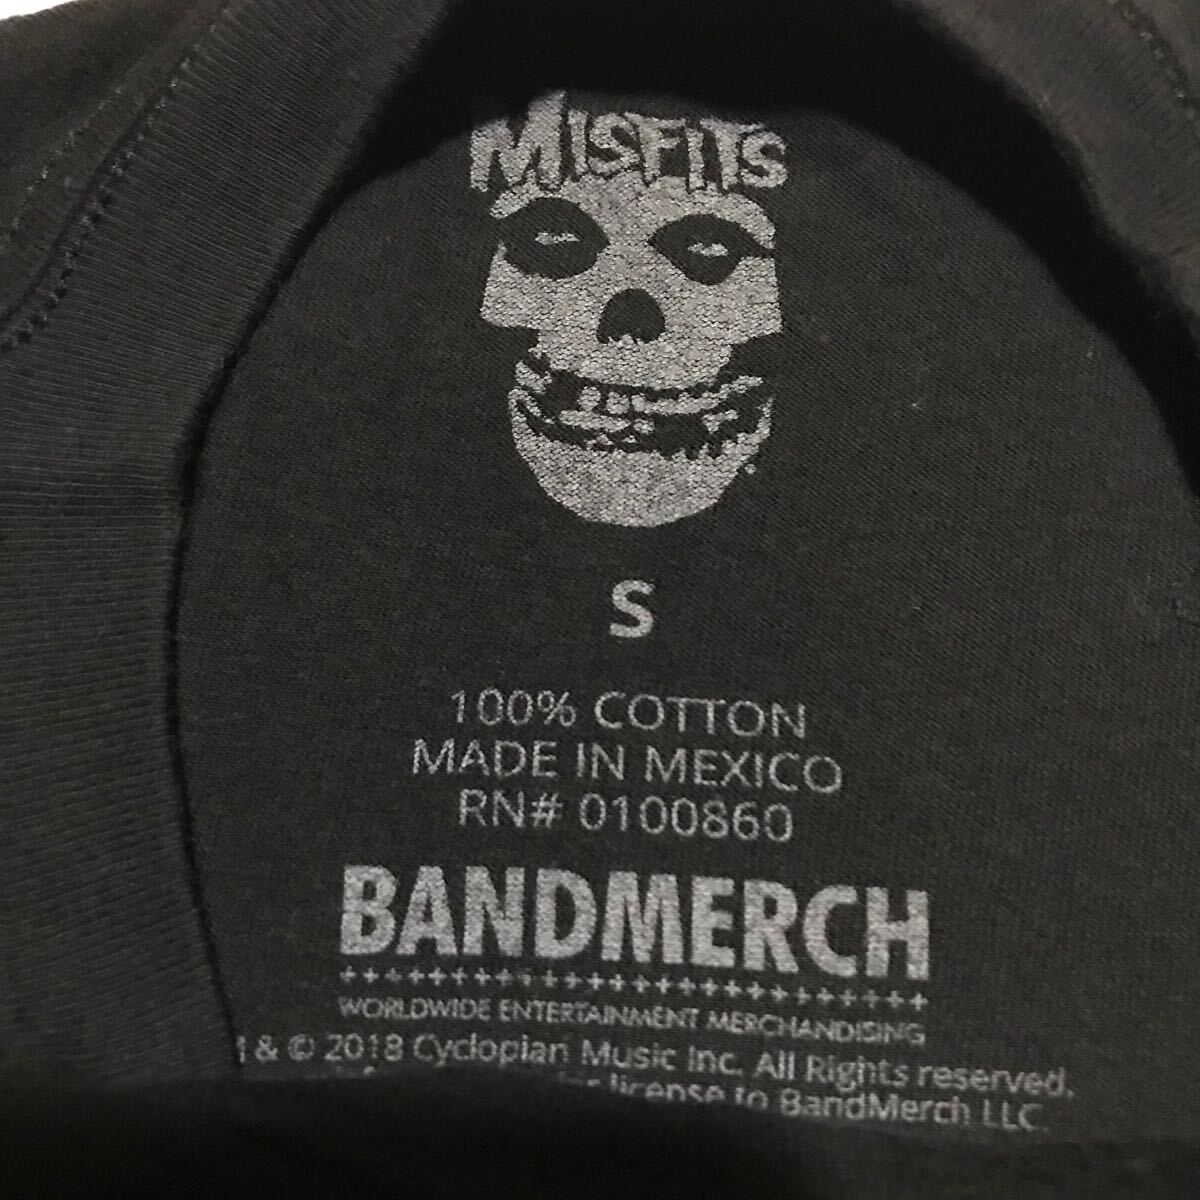 MISFITS
S
100% COTTON
MADE IN MEXICO
RN# 0100860
BANDMERCH
++++++++++++++++++++++++++++++
WORLDWIDE ENTERTAINMENT MERCHANDISING
& © 2018 Cyclopian Music Inc. All Rights reserved.
license to BandMerch LLC.